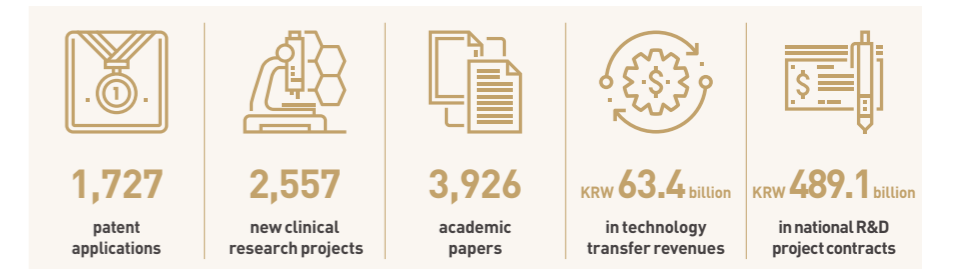 1
$
$
1,727
patent
applications
2,557
new clinical
research projects
3,926
academic
papers
KRW 63.4 billion
in technology
transfer revenues
KRW 489.1 billion
in national R&D
project contracts